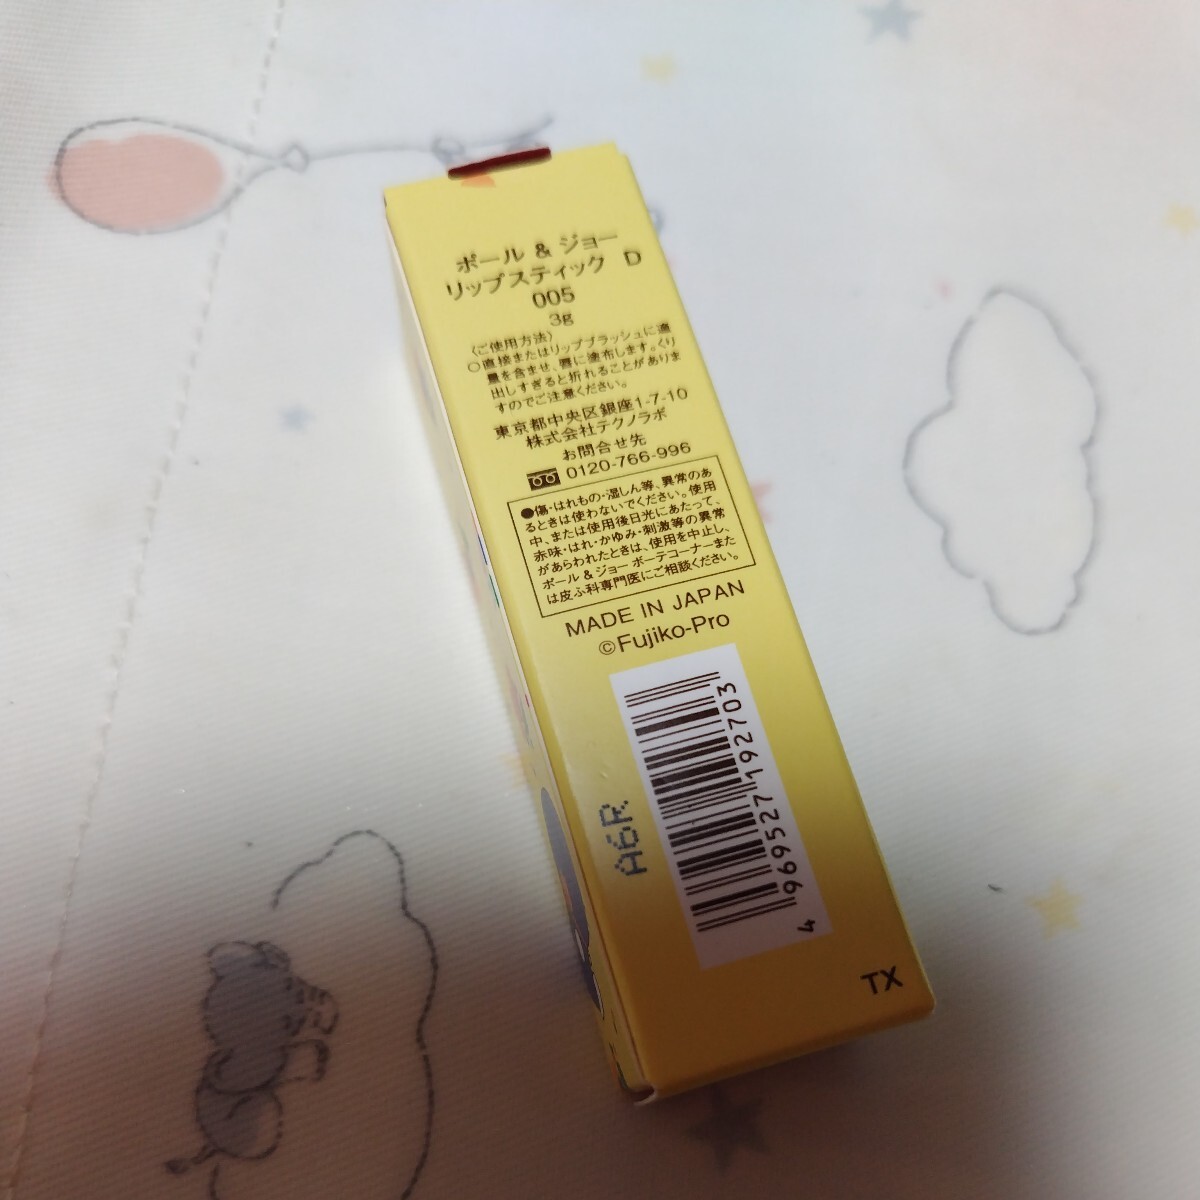 ポール & ジョー
リップスティック D
005
3g
〈ご使用方法〉
○直接またはリップブラッシュに適
量を含ませ、唇に塗布します。くり
出しすぎると折れることがありま
すのでご注意ください。
東京都中央区銀座1-7-10
株式会社テクノラボ
お問合せ先
0120-766-996
●傷・はれもの・湿しん等、異常のあ
るときは使わないでください。使用
中、または使用後日光にあたって、
赤味・はれ・かゆみ・刺激等の異常
があらわれたときは、使用を中止し、
ポール & ジョー ボーテコーナーまた
は皮ふ科専門医にご相談ください。
MADE IN JAPAN
©Fujiko-Pro
4969527192703
A6R
TX